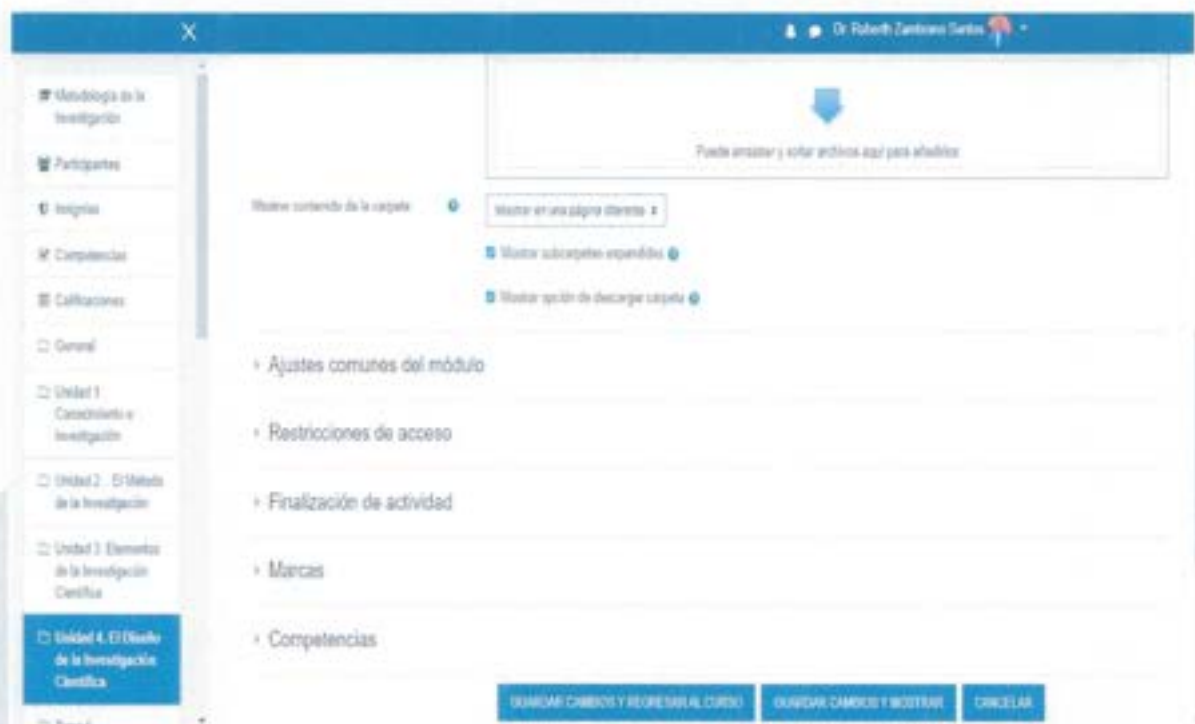 X
Dr. Roberth Zambrano Santos
Metodología de la
Investigación
Participantes
Insignias
Competencias
Calificaciones
General
Unidad 1
Conocimiento e
Investigación
Unidad 2 . El Método
de la Investigación
Unidad 3. Elementos
de la Investigación
Científica
Unidad 4. El Diseño
de la Investigación
Científica
Puede arrastrar y soltar archivos aquí para añadirlos
Mostrar contenido de la carpeta
Mostrar en una página diferente
Mostrar subcarpetas expandidas
Mostrar opción de descargar carpeta
Ajustes comunes del módulo
Restricciones de acceso
Finalización de actividad
Marcas
Competencias
GUARDAR CAMBIOS Y REGRESAR AL CURSO
GUARDAR CAMBIOS Y MOSTRAR
CANCELAR